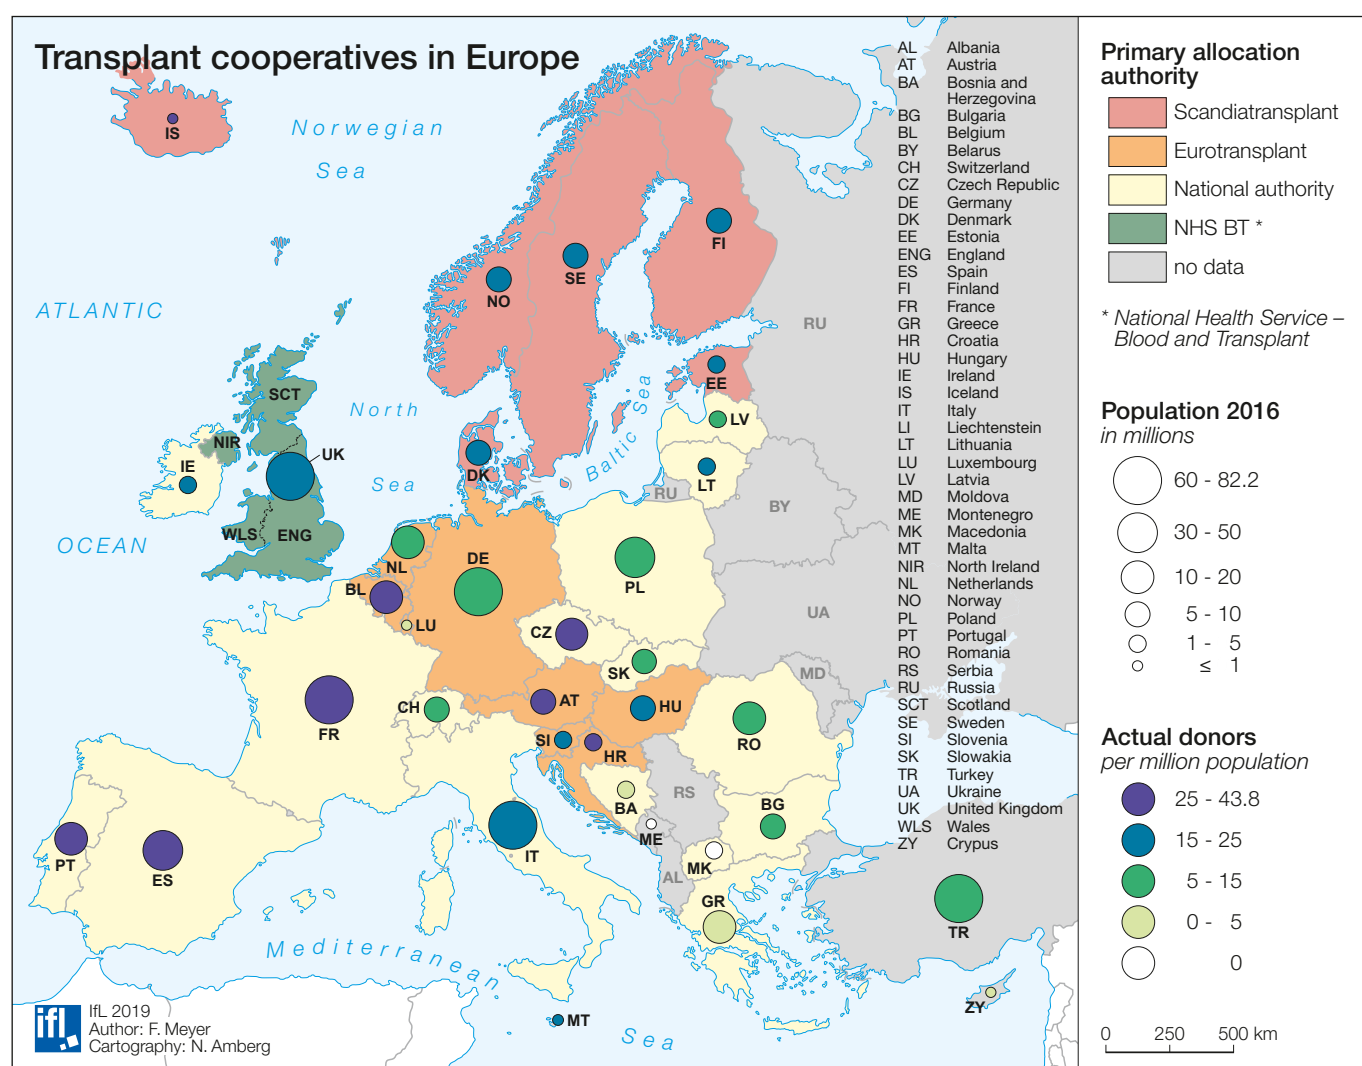 Transplant cooperatives in Europe
IS
Norwegian
Sea
ATLANTIC
OCEAN
North
Sea
Baltic Sea
Mediterranean
Sea
NO
SE
FI
RU
EE
LV
LT
RU
BY
DK
SCT
NIR
IE
UK
WLS
ENG
NL
BL
LU
DE
PL
CZ
SK
UA
MD
FR
CH
AT
HU
SI
HR
RO
BA
RS
BG
ME
MK
AL
GR
IT
PT
ES
TR
ZY
MT
AL Albania
AT Austria
BA Bosnia and
Herzegovina
BG Bulgaria
BL Belgium
BY Belarus
CH Switzerland
CZ Czech Republic
DE Germany
DK Denmark
EE Estonia
ENG England
ES Spain
FI Finland
FR France
GR Greece
HR Croatia
HU Hungary
IE Ireland
IS Iceland
IT Italy
LI Liechtenstein
LT Lithuania
LU Luxembourg
LV Latvia
MD Moldova
ME Montenegro
MK Macedonia
MT Malta
NIR North Ireland
NL Netherlands
NO Norway
PL Poland
PT Portugal
RO Romania
RS Serbia
RU Russia
SCT Scotland
SE Sweden
SI Slovenia
SK Slowakia
TR Turkey
UA Ukraine
UK United Kingdom
WLS Wales
ZY Crypus
Primary allocation
authority
Scandiatransplant
Eurotransplant
National authority
NHS BT *
no data
* National Health Service –
Blood and Transplant
Population 2016
in millions
60 - 82.2
30 - 50
10 - 20
5 - 10
1 - 5
≤ 1
Actual donors
per million population
25 - 43.8
15 - 25
5 - 15
0 - 5
0
0 250 500 km
ifl
IfL 2019
Author: F. Meyer
Cartography: N. Amberg